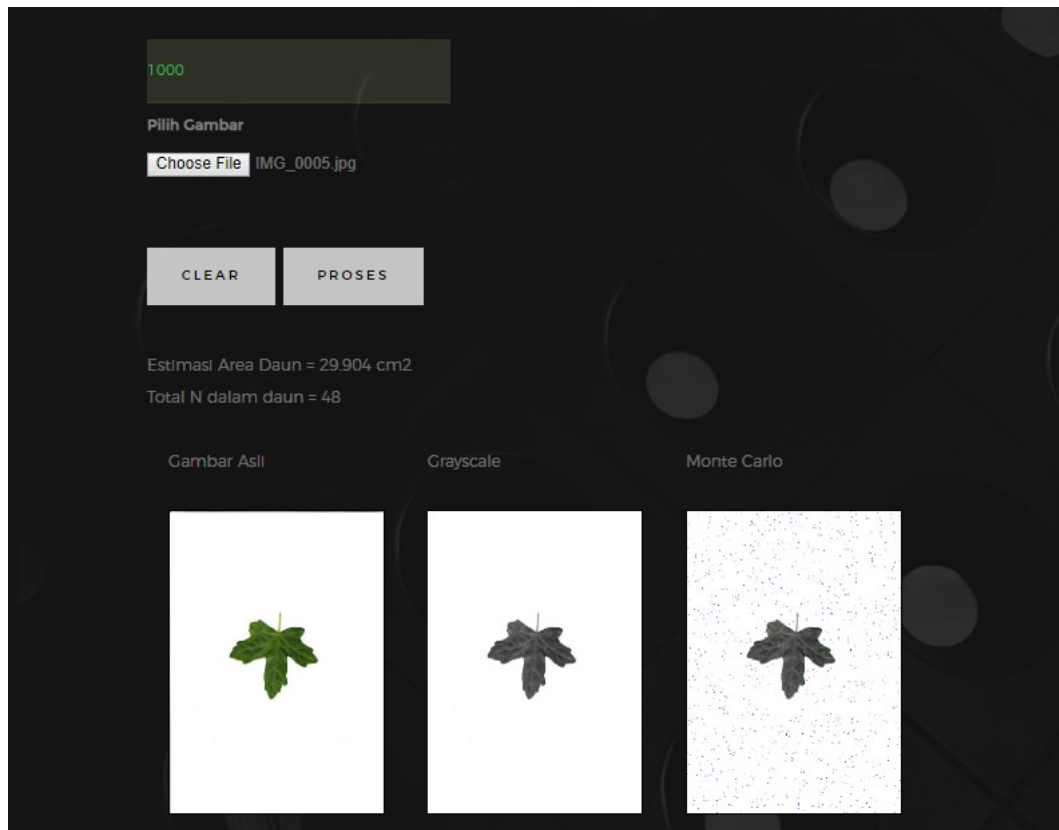 1000
Pilih Gambar
Choose File IMG_0005.jpg
CLEAR PROSES
Estimasi Area Daun = 29.904 cm2
Total N dalam daun = 48
Gambar Asli Grayscale Monte Carlo